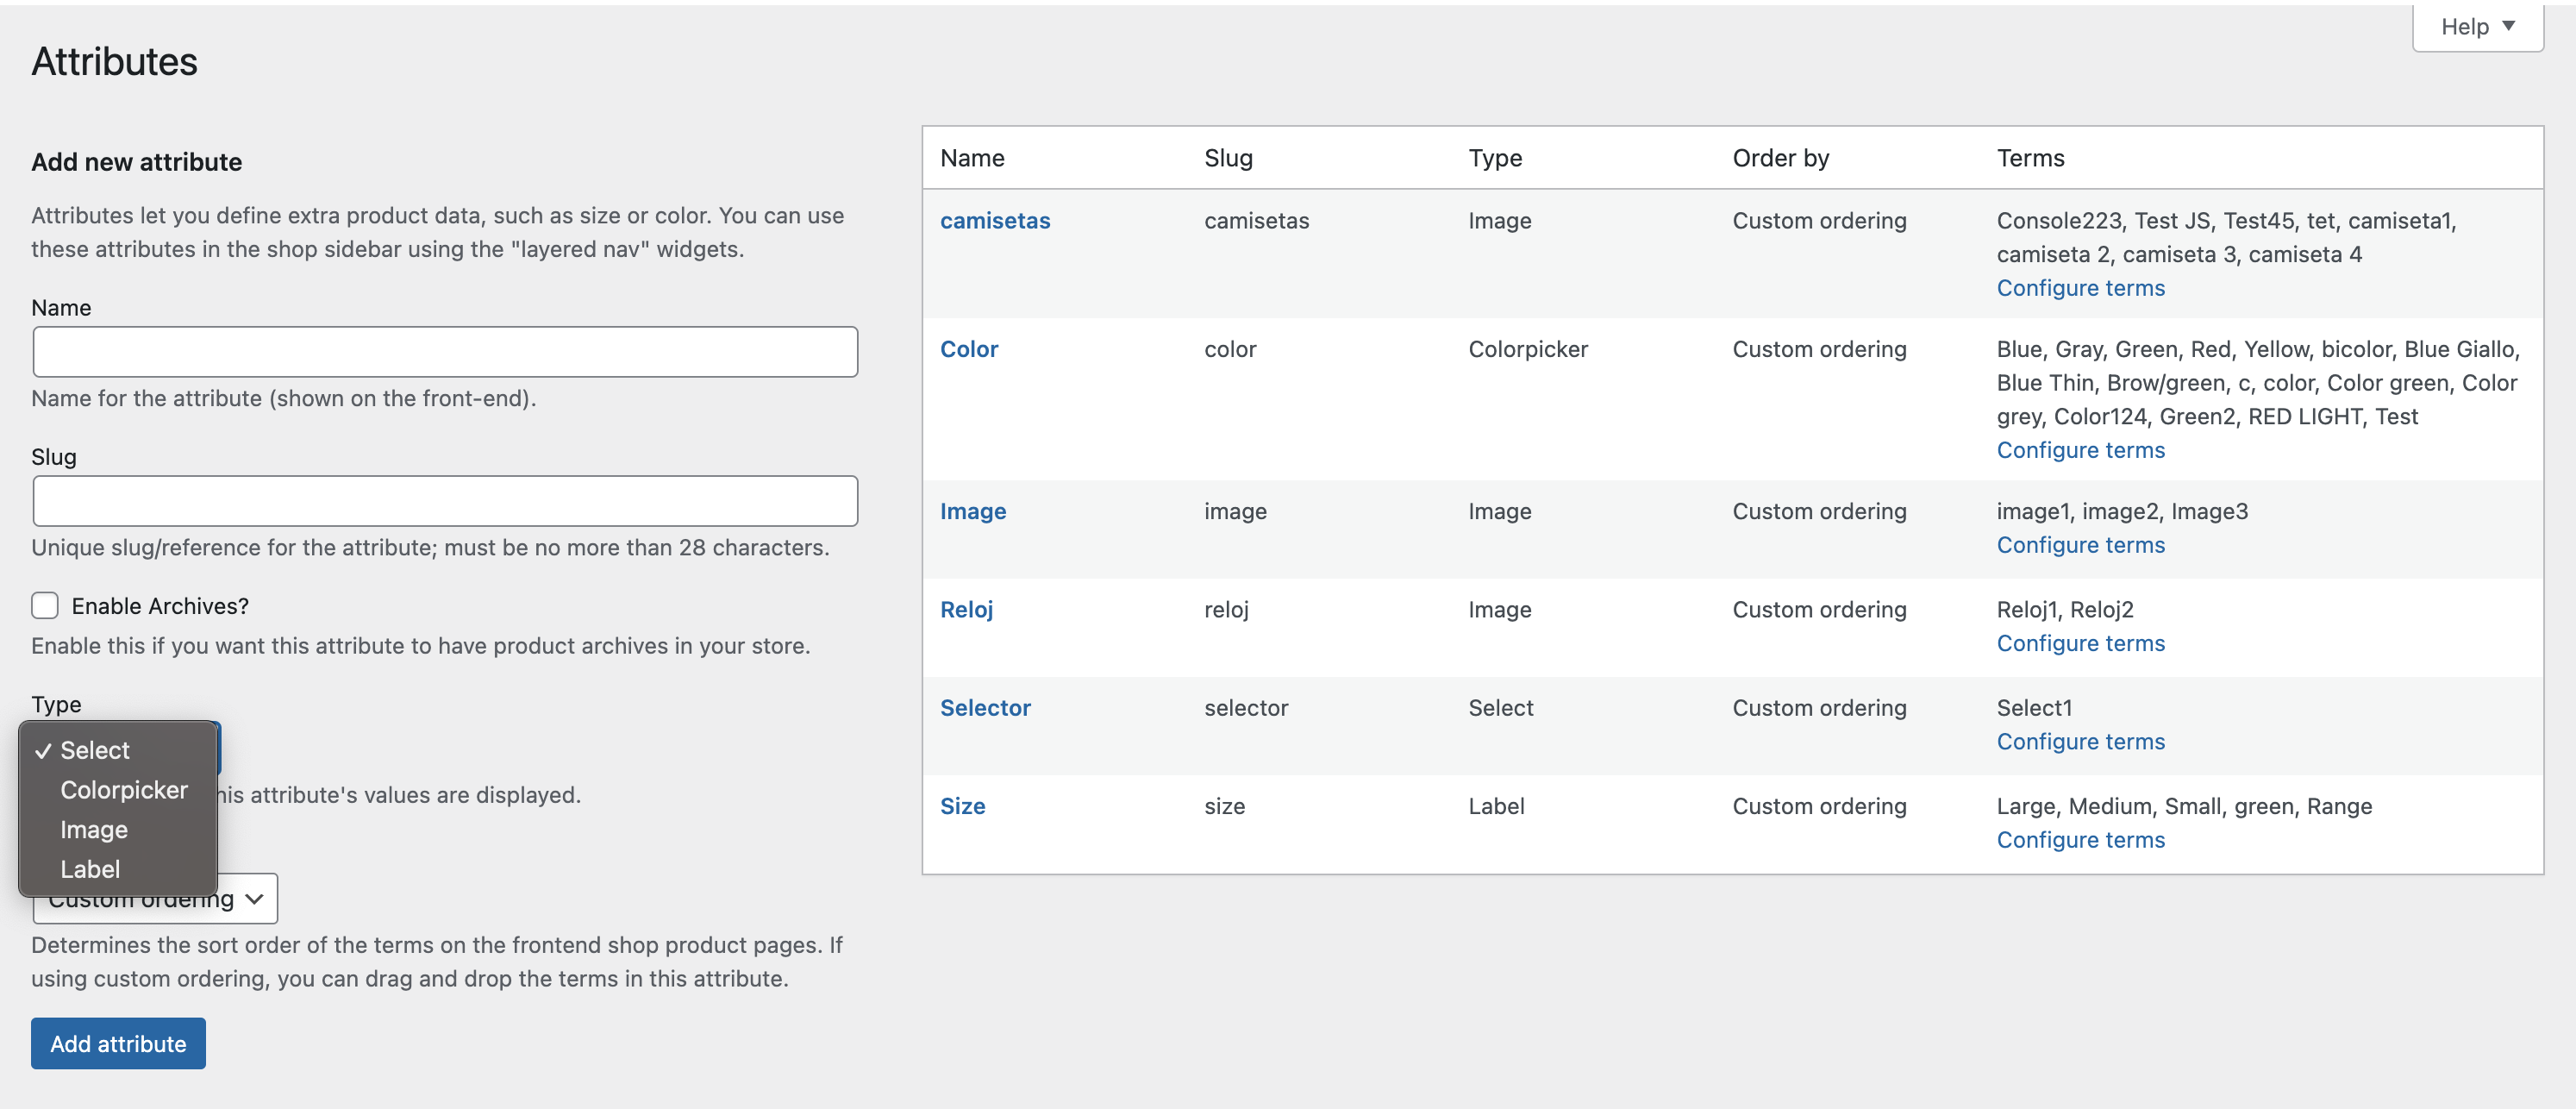 Help
Attributes
Add new attribute
Attributes let you define extra product data, such as size or color. You can use
these attributes in the shop sidebar using the "layered nav" widgets.
Name
Name for the attribute (shown on the front-end).
Slug
Unique slug/reference for the attribute; must be no more than 28 characters.
Enable Archives?
Enable this if you want this attribute to have product archives in your store.
Type
✓ Select
Colorpicker
Image
Label
attribute's values are displayed.
Custom ordering
Determines the sort order of the terms on the frontend shop product pages. If
using custom ordering, you can drag and drop the terms in this attribute.
Add attribute
Name Slug Type Order by Terms
camisetas camisetas Image Custom ordering Console223, Test JS, Test45, tet, camiseta1,
camiseta 2, camiseta 3, camiseta 4
Configure terms
Color color Colorpicker Custom ordering Blue, Gray, Green, Red, Yellow, bicolor, Blue Giallo,
Blue Thin, Brow/green, c, color, Color green, Color
grey, Color124, Green2, RED LIGHT, Test
Configure terms
Image image Image Custom ordering image1, image2, Image3
Configure terms
Reloj reloj Image Custom ordering Reloj1, Reloj2
Configure terms
Selector selector Select Custom ordering Select1
Configure terms
Size size Label Custom ordering Large, Medium, Small, green, Range
Configure terms